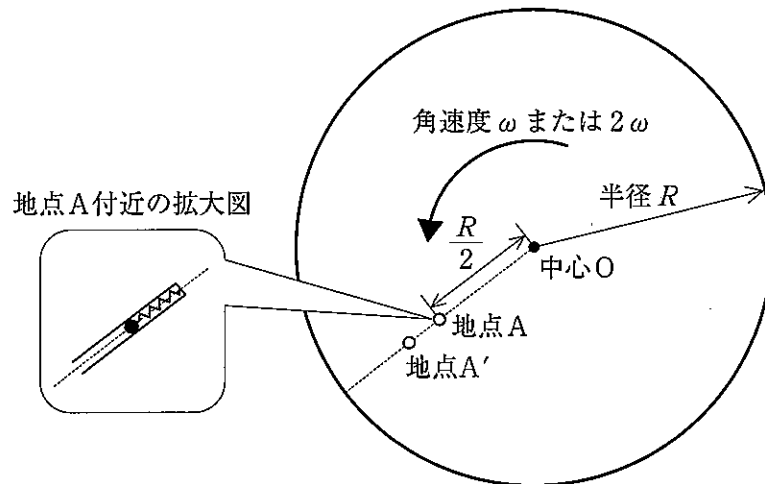 角速度 ω または 2ω
地点A付近の拡大図
半径 R
R/2
中心O
地点A
地点A′